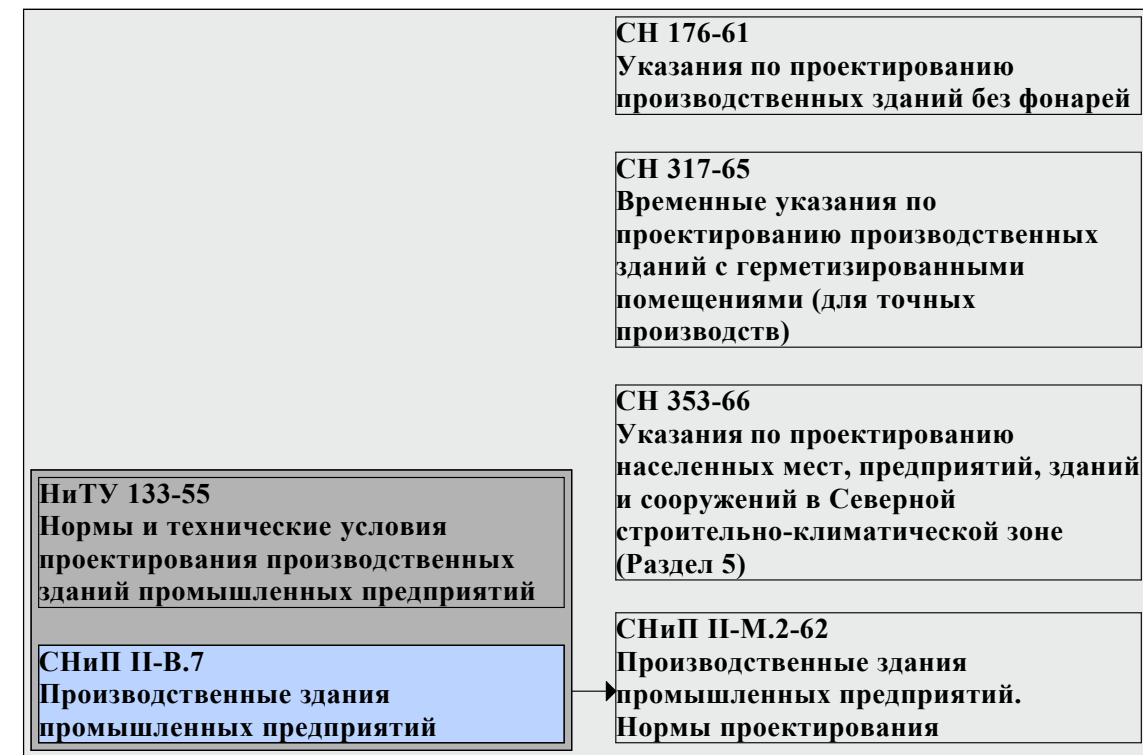 СН 176-61
Указания по проектированию
производственных зданий без фонарей
СН 317-65
Временные указания по
проектированию производственных
зданий с герметизированными
помещениями (для точных
производств)
СН 353-66
Указания по проектированию
населенных мест, предприятий, зданий
и сооружений в Северной
строительно-климатической зоне
(Раздел 5)
НиТУ 133-55
Нормы и технические условия
проектирования производственных
зданий промышленных предприятий
СНиП II-В.7
Производственные здания
промышленных предприятий
СНиП II-М.2-62
Производственные здания
промышленных предприятий.
Нормы проектирования